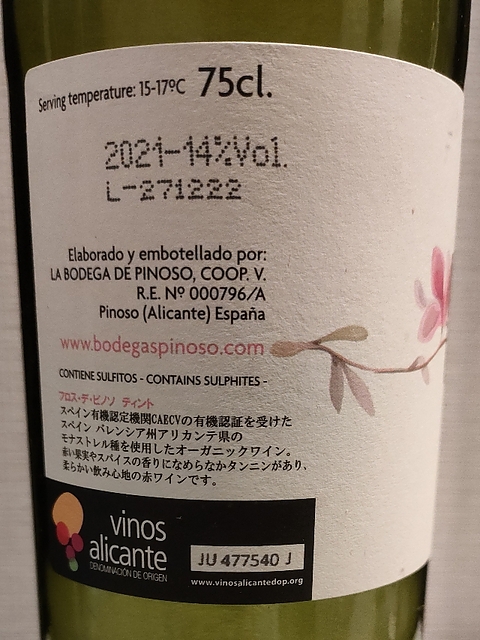 Serving temperature: 15-17ºC 75cl.
2021-14%Vol.
L-271222
Elaborado y embotellado por:
LA BODEGA DE PINOSO, COOP. V.
R.E. Nº 000796/A
Pinoso (Alicante) España
www.bodegaspinoso.com
CONTIENE SULFITOS - CONTAINS SULPHITES -
フロス・デ・ピノソ ティント
スペイン有機認定機関CAECVの有機認証を受けた
スペイン バレンシア州アリカンテ県の
モナストレル種を使用したオーガニックワイン。
赤い果実やスパイスの香りになめらかなタンニンがあり、
柔らかい飲み心地の赤ワインです。
vinos
alicante
DENOMINACIÓN DE ORIGEN
JU 477540 J
www.vinosalicantedop.org